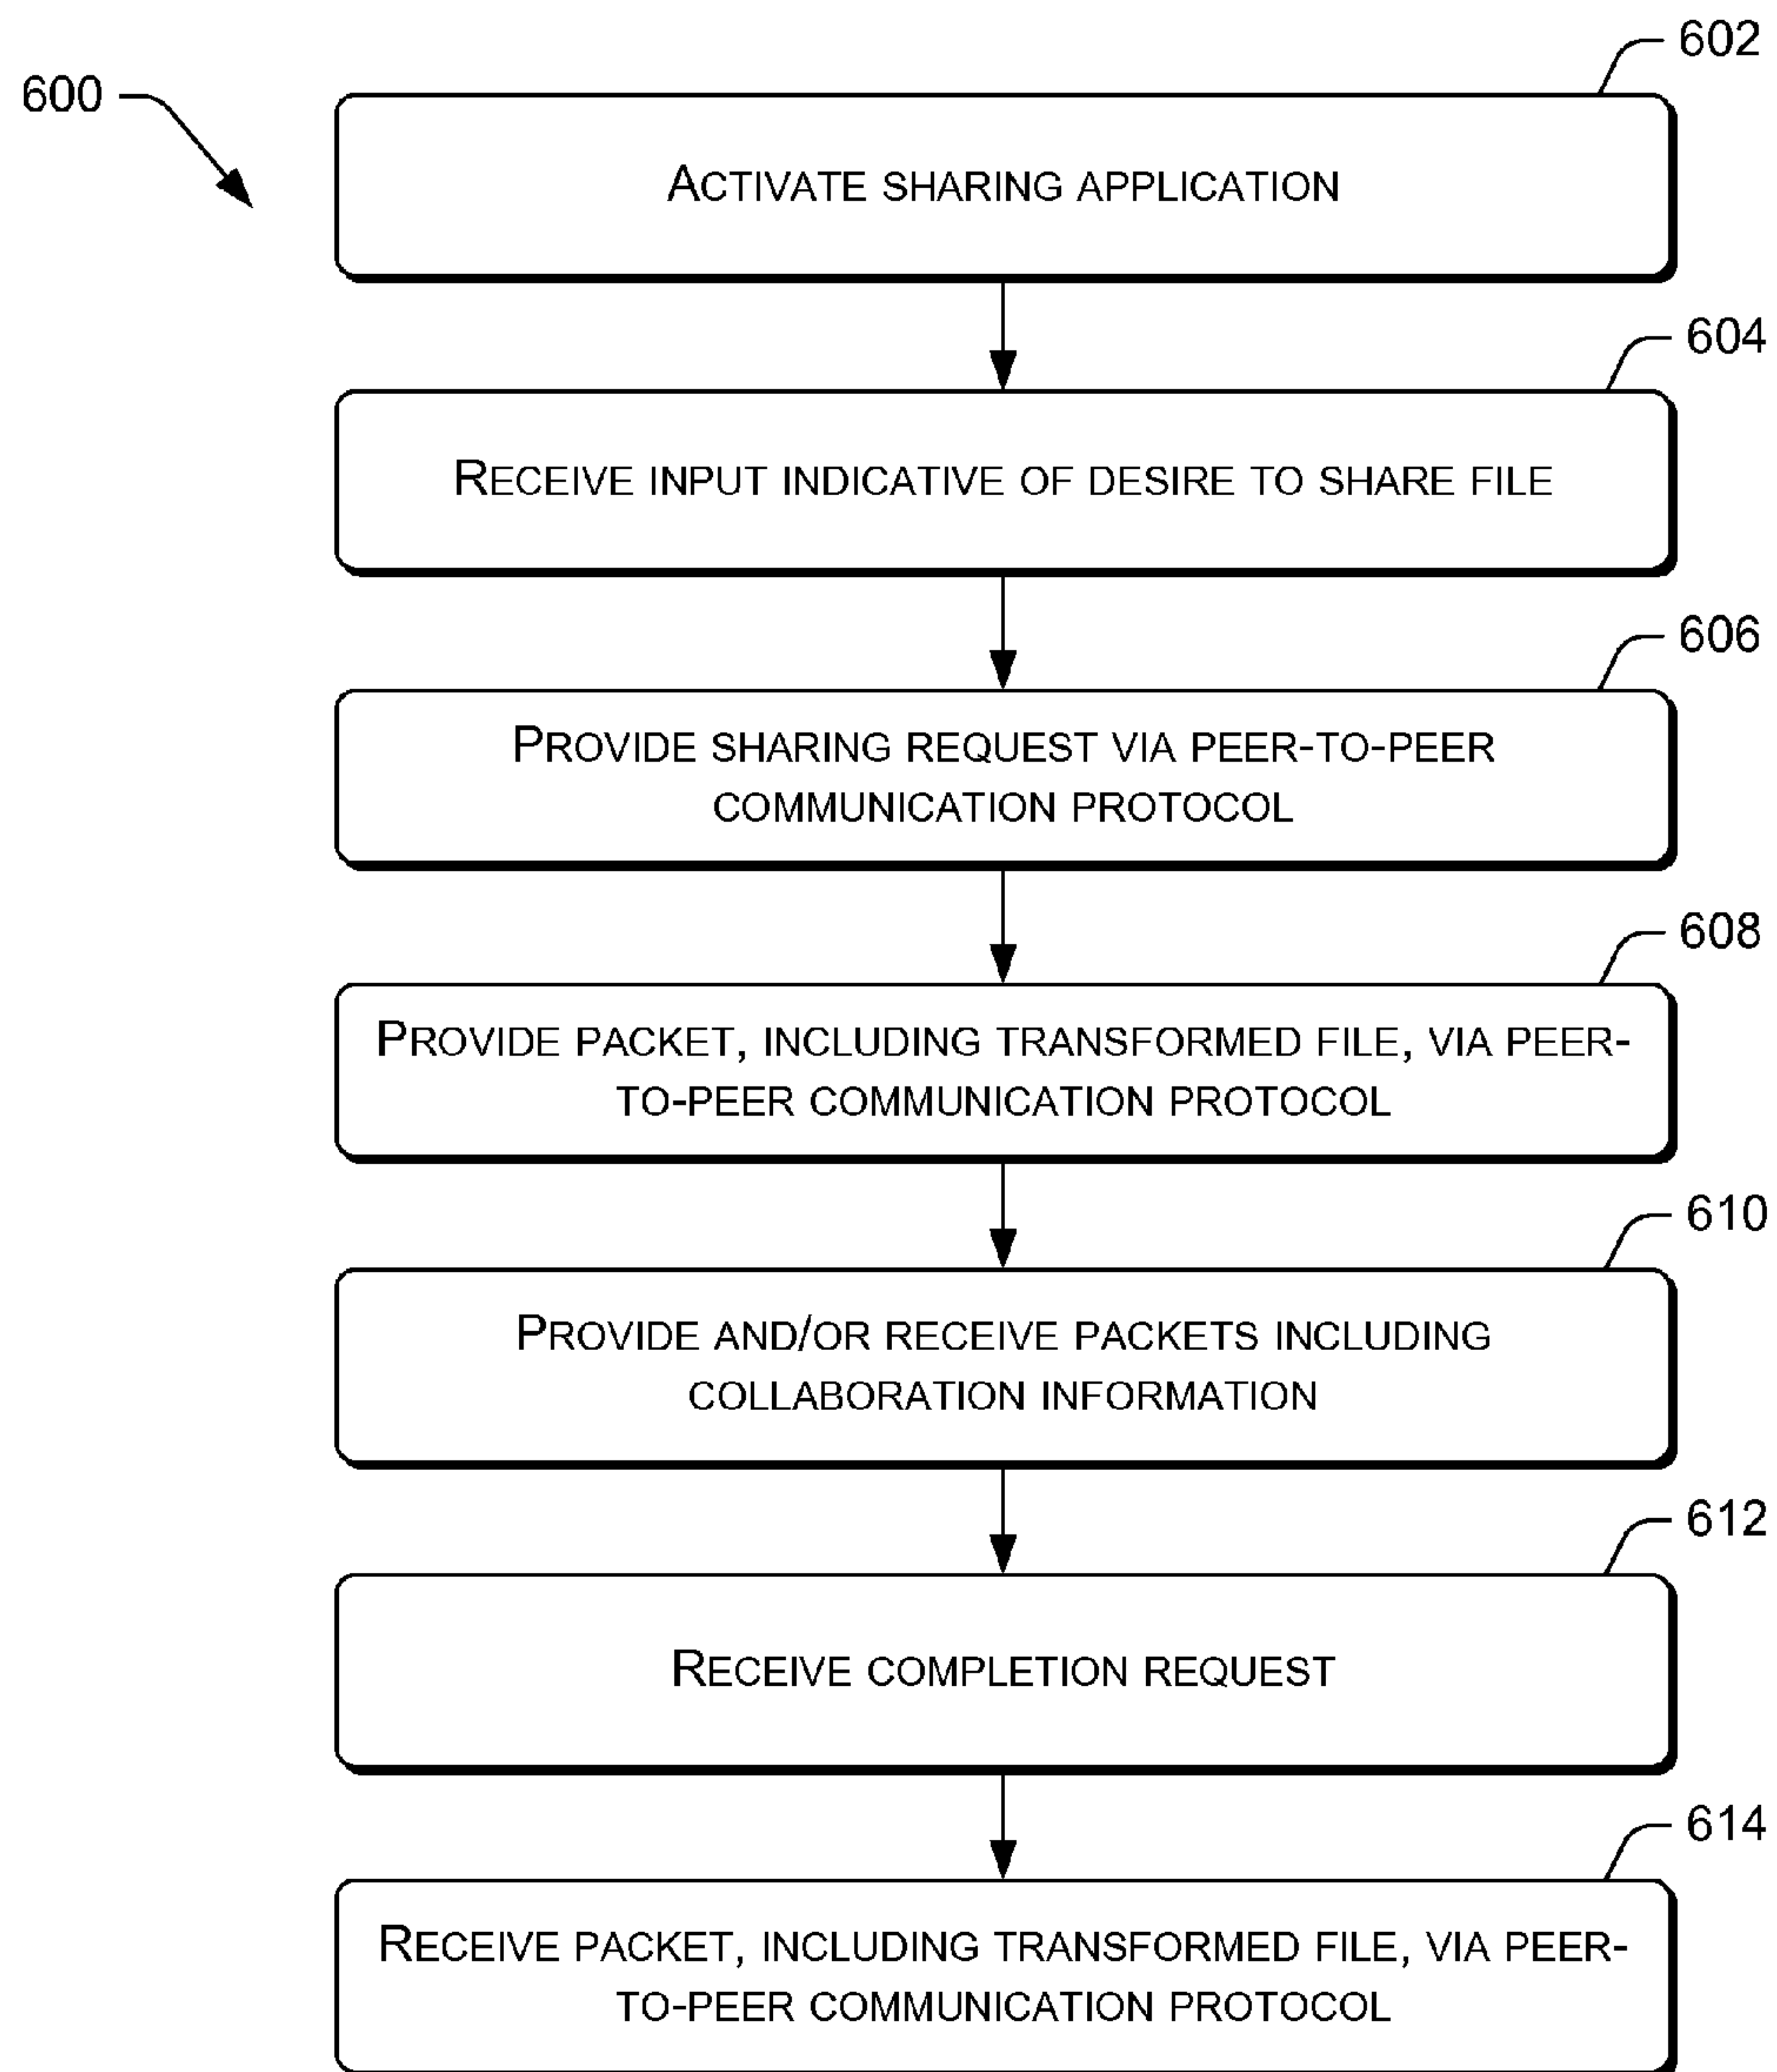 602
600
ACTIVATE SHARING APPLICATION
604
RECEIVE INPUT INDICATIVE OF DESIRE TO SHARE FILE
606
PROVIDE SHARING REQUEST VIA PEER-TO-PEER
COMMUNICATION PROTOCOL
608
PROVIDE PACKET, INCLUDING TRANSFORMED FILE, VIA PEER-
TO-PEER COMMUNICATION PROTOCOL
610
PROVIDE AND/OR RECEIVE PACKETS INCLUDING
COLLABORATION INFORMATION
612
RECEIVE COMPLETION REQUEST
614
RECEIVE PACKET, INCLUDING TRANSFORMED FILE, VIA PEER-
TO-PEER COMMUNICATION PROTOCOL